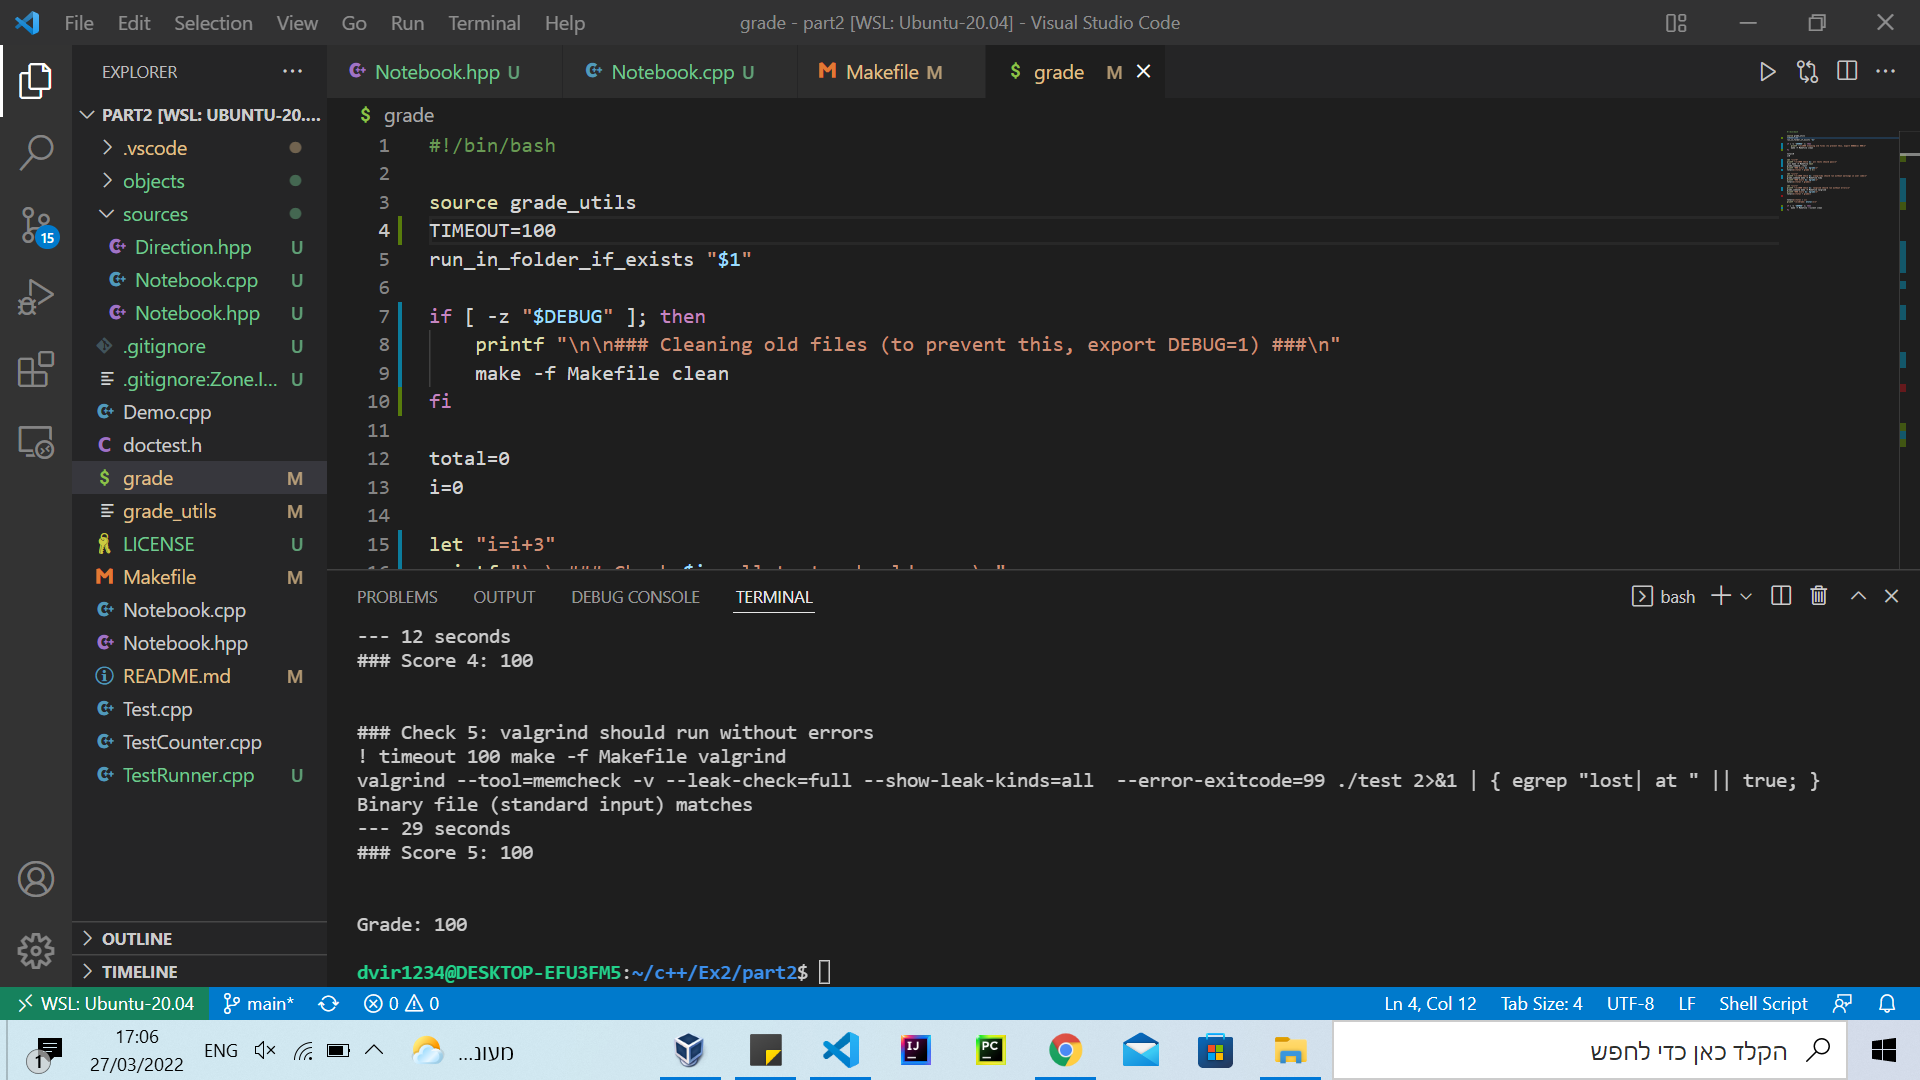 File Edit Selection View Go Run Terminal Help
grade - part2 [WSL: Ubuntu-20.04] - Visual Studio Code
EXPLORER
Notebook.hpp U
Notebook.cpp U
Makefile M
grade M
PART2 [WSL: UBUNTU-20....
.vscode
objects
sources
Direction.hpp U
Notebook.cpp U
Notebook.hpp U
.gitignore U
.gitignore:Zone.I... U
Demo.cpp
doctest.h
grade M
grade_utils M
LICENSE U
Makefile M
Notebook.cpp
Notebook.hpp
README.md M
Test.cpp
TestCounter.cpp
TestRunner.cpp U
OUTLINE
TIMELINE
15
$ grade
1 #!/bin/bash
2
3 source grade_utils
4 TIMEOUT=100
5 run_in_folder_if_exists "$1"
6
7 if [ -z "$DEBUG" ]; then
8 printf "\n\n### Cleaning old files (to prevent this, export DEBUG=1) ###\n"
9 make -f Makefile clean
10 fi
11
12 total=0
13 i=0
14
15 let "i=i+3"
PROBLEMS OUTPUT DEBUG CONSOLE TERMINAL
bash
--- 12 seconds
### Score 4: 100
### Check 5: valgrind should run without errors
! timeout 100 make -f Makefile valgrind
valgrind --tool=memcheck -v --leak-check=full --show-leak-kinds=all  --error-exitcode=99 ./test 2>&1 | { egrep "lost| at " || true; }
Binary file (standard input) matches
--- 29 seconds
### Score 5: 100
Grade: 100
dvir1234@DESKTOP-EFU3FM5:~/c++/Ex2/part2$
WSL: Ubuntu-20.04 main* 0 0
Ln 4, Col 12 Tab Size: 4 UTF-8 LF Shell Script
1
17:06
27/03/2022
ENG
מעונ...
IJ
PC
הקלד כאן כדי לחפש